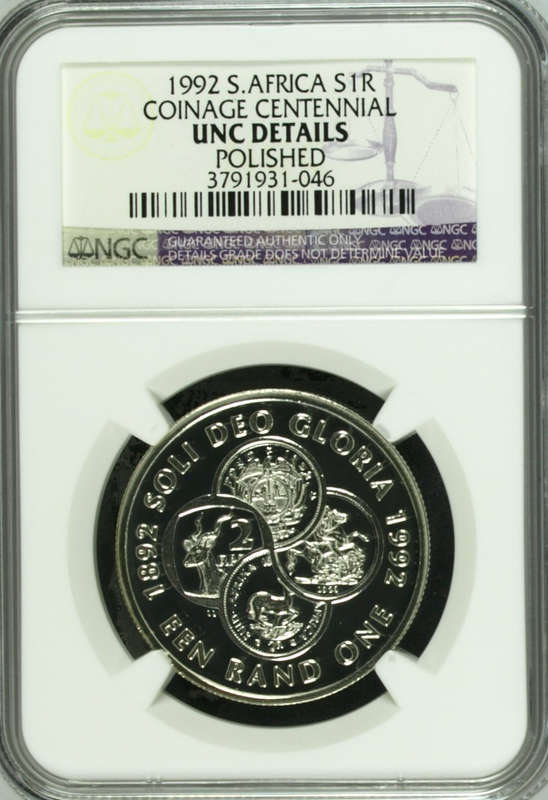 1992 S.AFRICA S1R
COINAGE CENTENNIAL
UNC DETAILS
POLISHED
3791931-046
NGC
GUARANTEED AUTHENTIC ONLY
DETAILS GRADE DOES NOT DETERMINE VALUE
1892 SOLI DEO GLORIA 1992
EEN RAND ONE
2